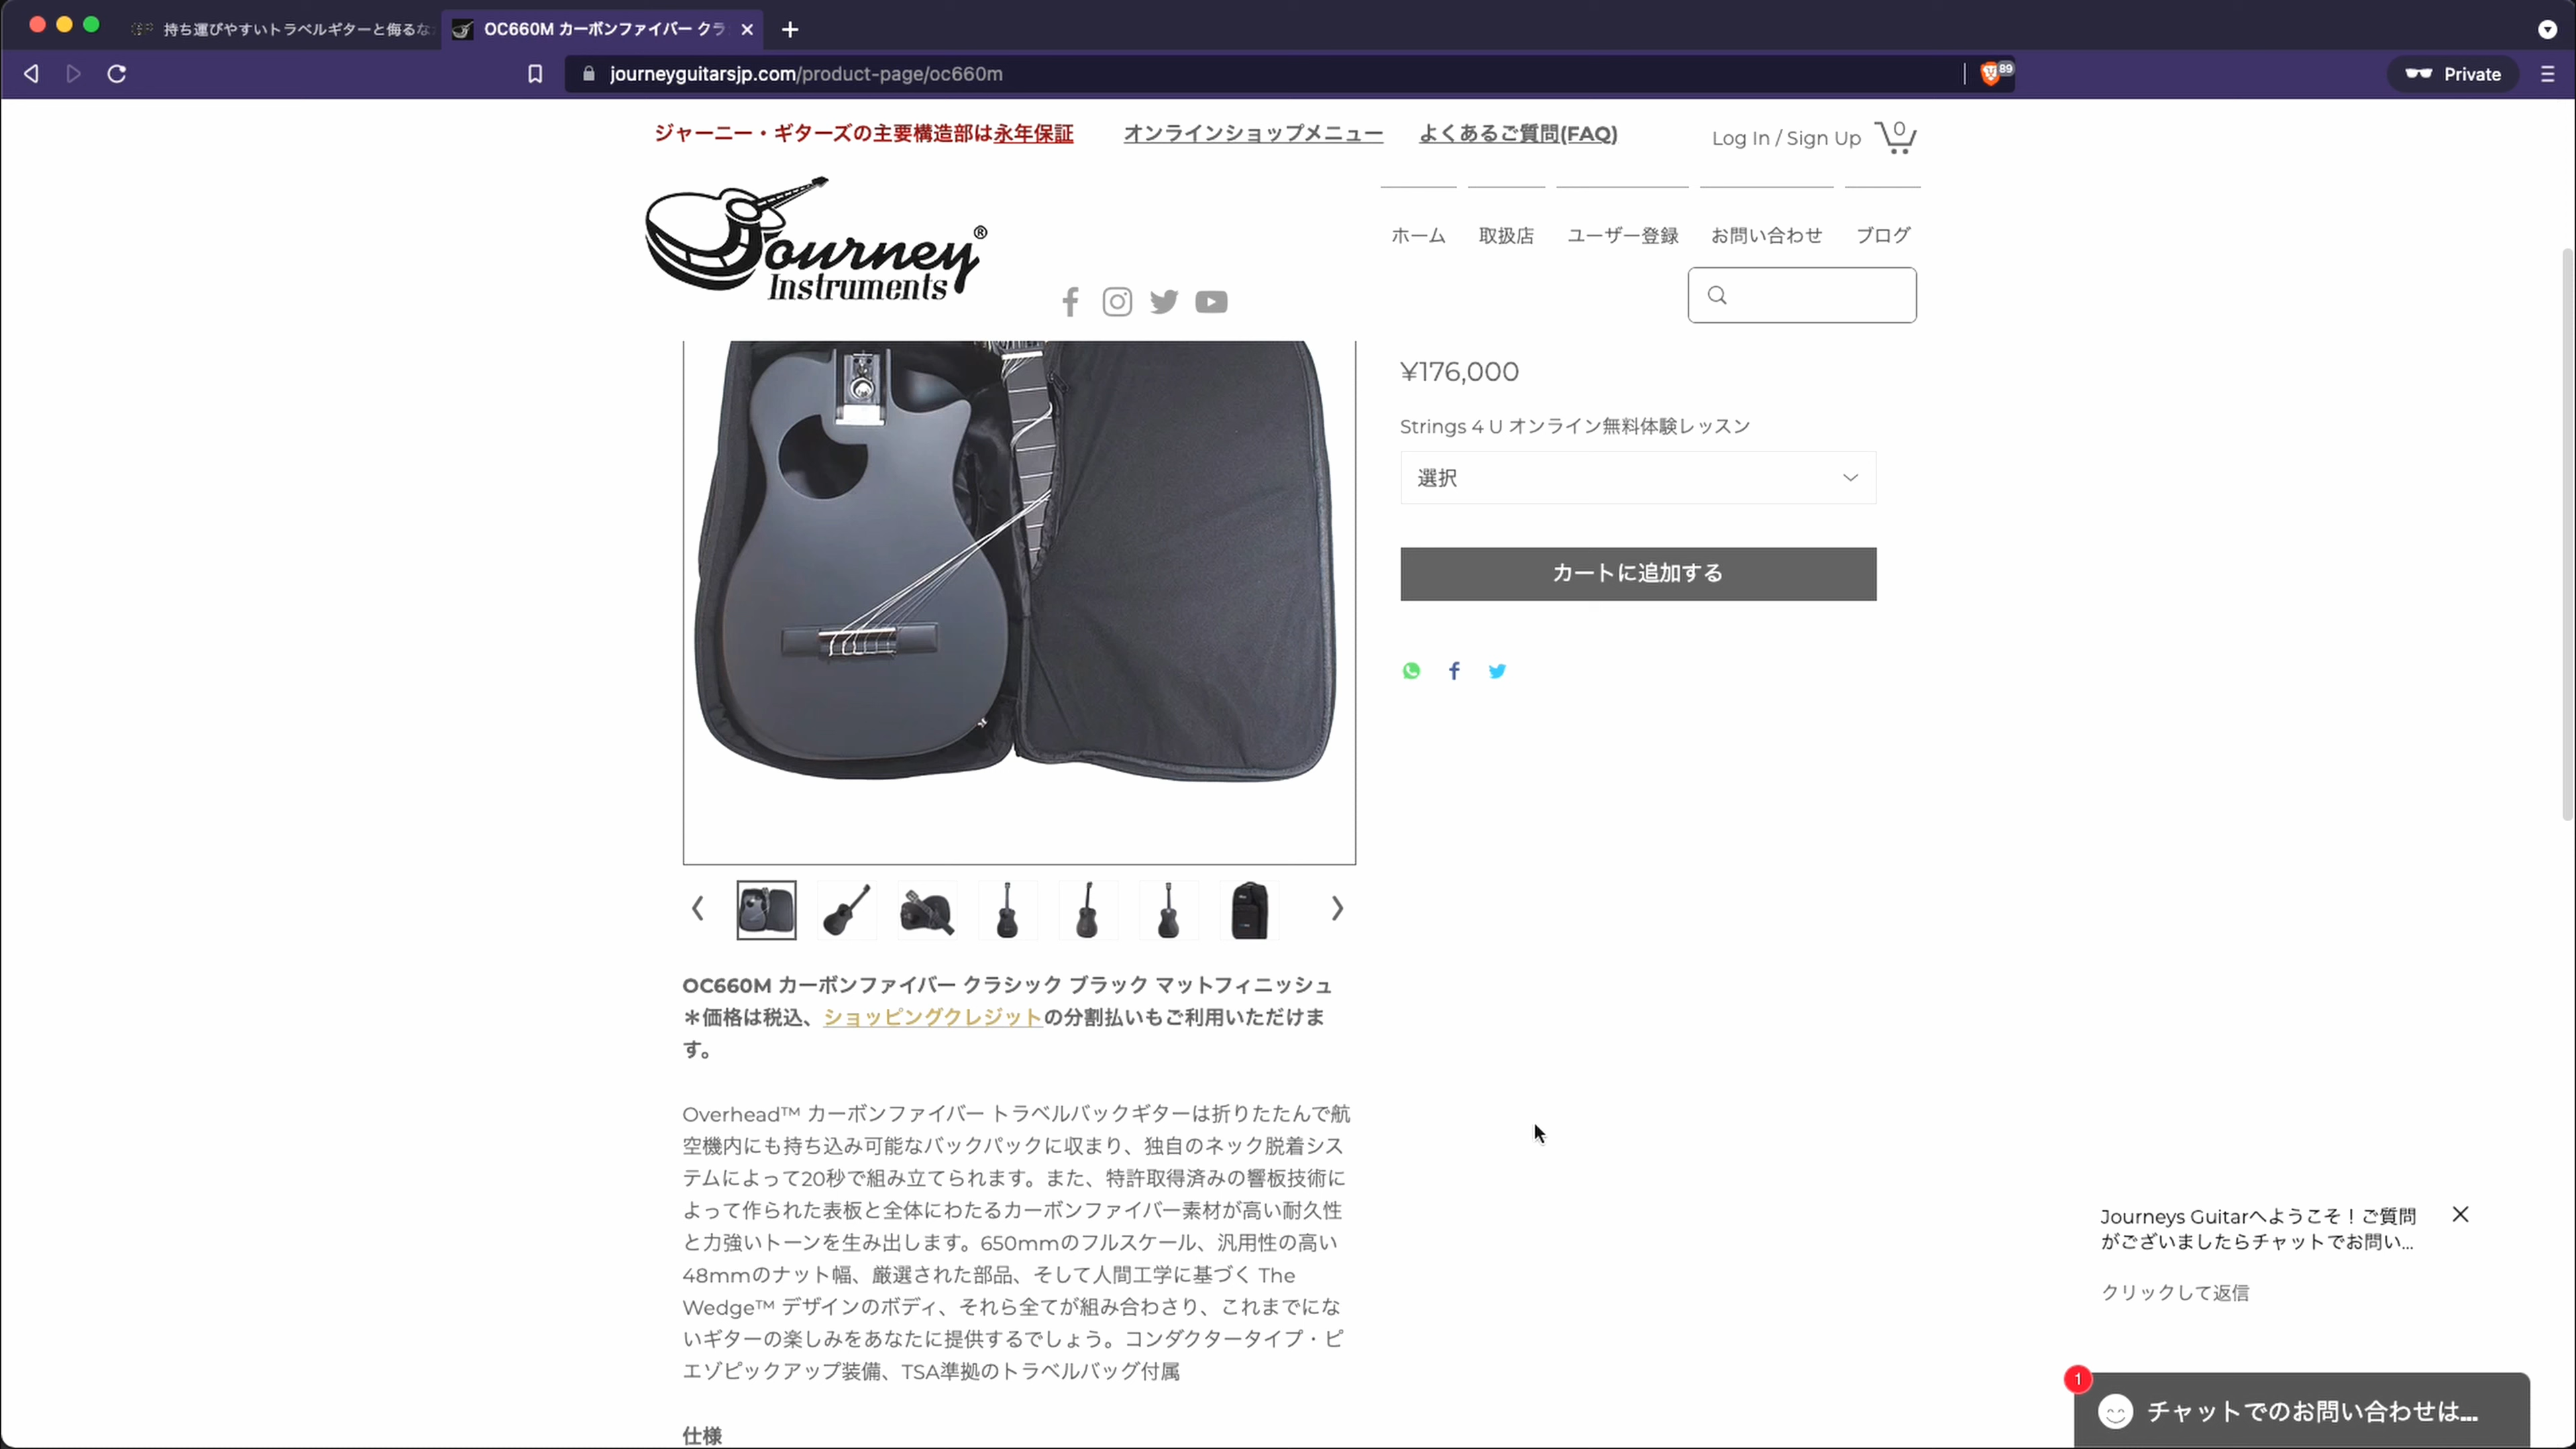 持ち運びやすいトラベルギターと侮るな
OC660M カーボンファイバー クラ
journeyguitarsjp.com/product-page/oc660m
89
Private
ジャーニー・ギターズの主要構造部は永年保証
オンラインショップメニュー
よくあるご質問(FAQ)
Log In / Sign Up
0
Journey®
Instruments
ホーム
取扱店
ユーザー登録
お問い合わせ
ブログ
¥176,000
Strings 4 U オンライン無料体験レッスン
選択
カートに追加する
OC660M カーボンファイバー クラシック ブラック マットフィニッシュ
＊価格は税込、ショッピングクレジットの分割払いもご利用いただけま
す。
Overhead™ カーボンファイバー トラベルバックギターは折りたたんで航
空機内にも持ち込み可能なバックパックに収まり、独自のネック脱着シス
テムによって20秒で組み立てられます。また、特許取得済みの響板技術に
よって作られた表板と全体にわたるカーボンファイバー素材が高い耐久性
と力強いトーンを生み出します。650mmのフルスケール、汎用性の高い
48mmのナット幅、厳選された部品、そして人間工学に基づく The
Wedge™ デザインのボディ、それら全てが組み合わさり、これまでにな
いギターの楽しみをあなたに提供するでしょう。コンダクタータイプ・ピ
エゾピックアップ装備、TSA準拠のトラベルバッグ付属
仕様
Journeys Guitarへようこそ！ご質問
がございましたらチャットでお問い...
クリックして返信
1
チャットでのお問い合わせは...